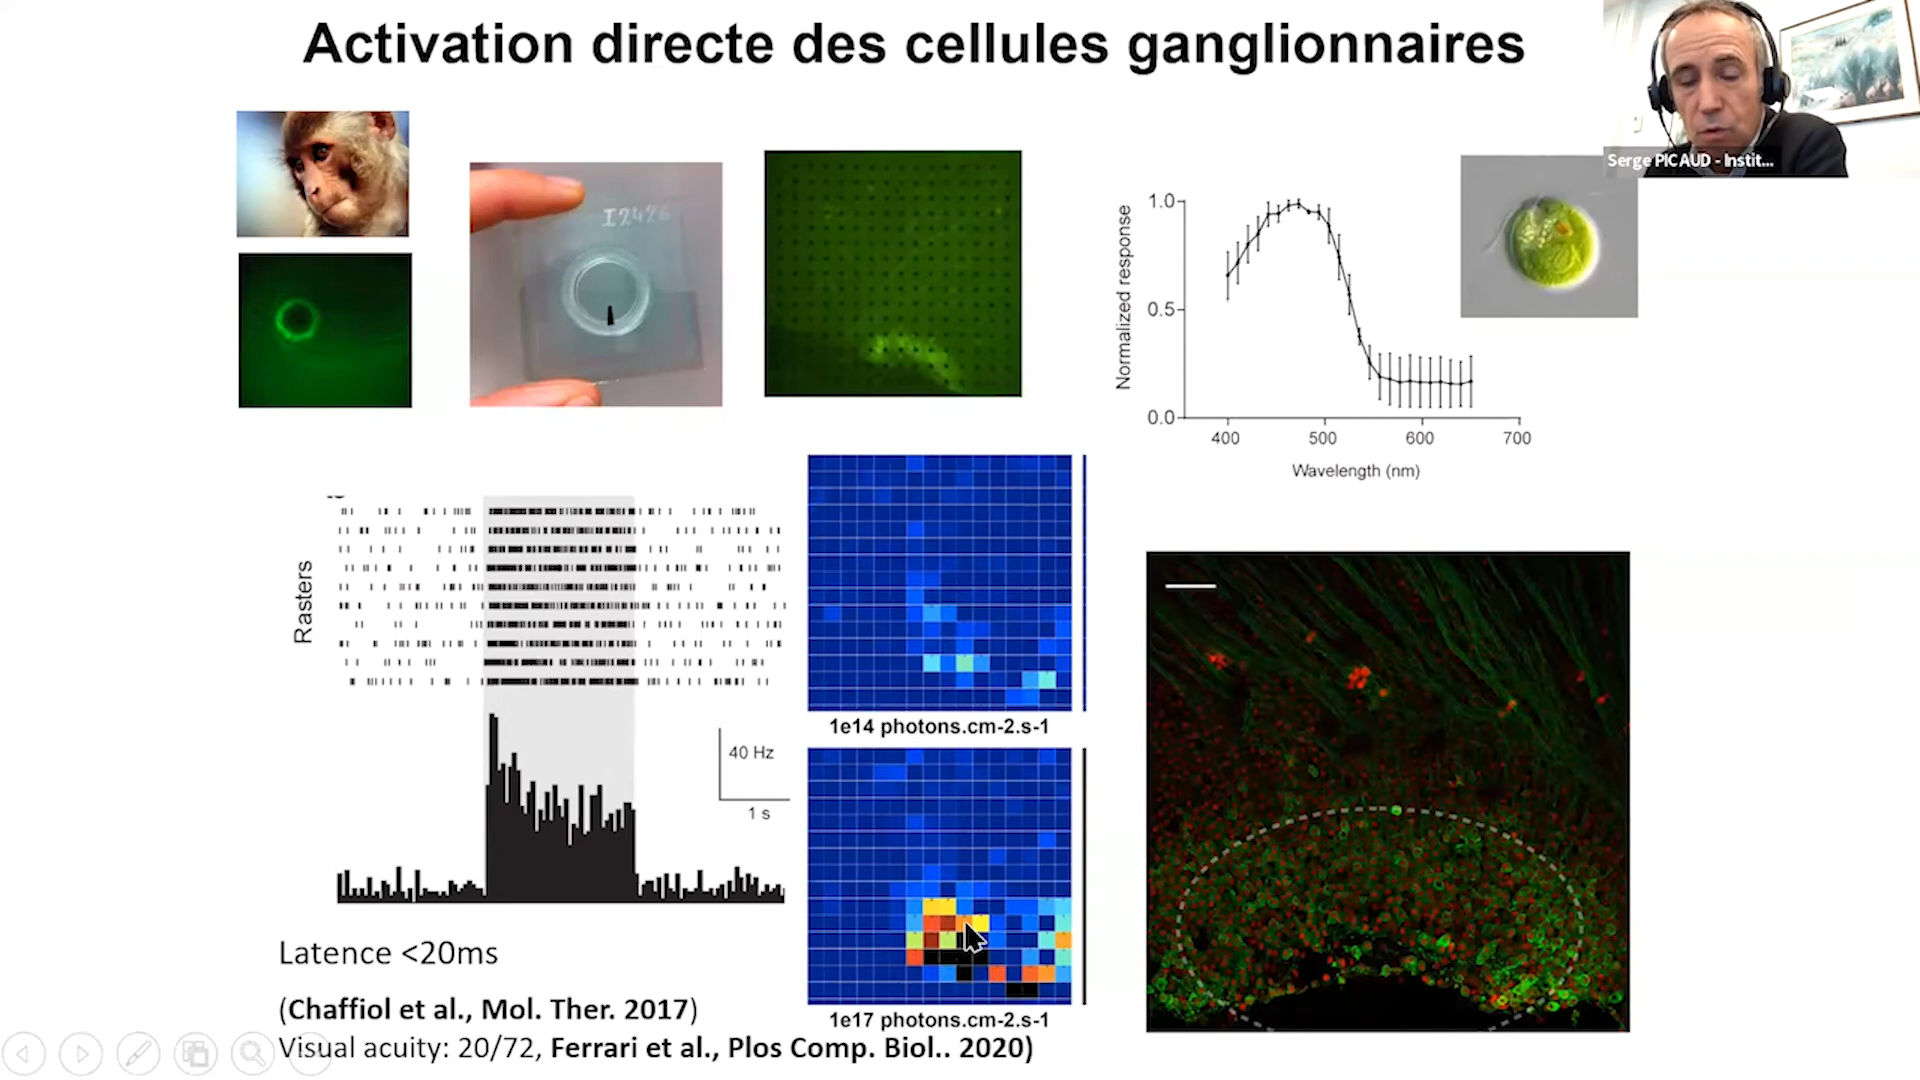 Activation directe des cellules ganglionnaires
Serge PICAUD - Instit...
I2426
Normalized response
1.0
0.5
0.0
400 500 600 700
Wavelength (nm)
Rasters
40 Hz
1 s
1e14 photons.cm-2.s-1
1e17 photons.cm-2.s-1
Latence <20ms
(Chaffiol et al., Mol. Ther. 2017)
Visual acuity: 20/72, Ferrari et al., Plos Comp. Biol.. 2020)